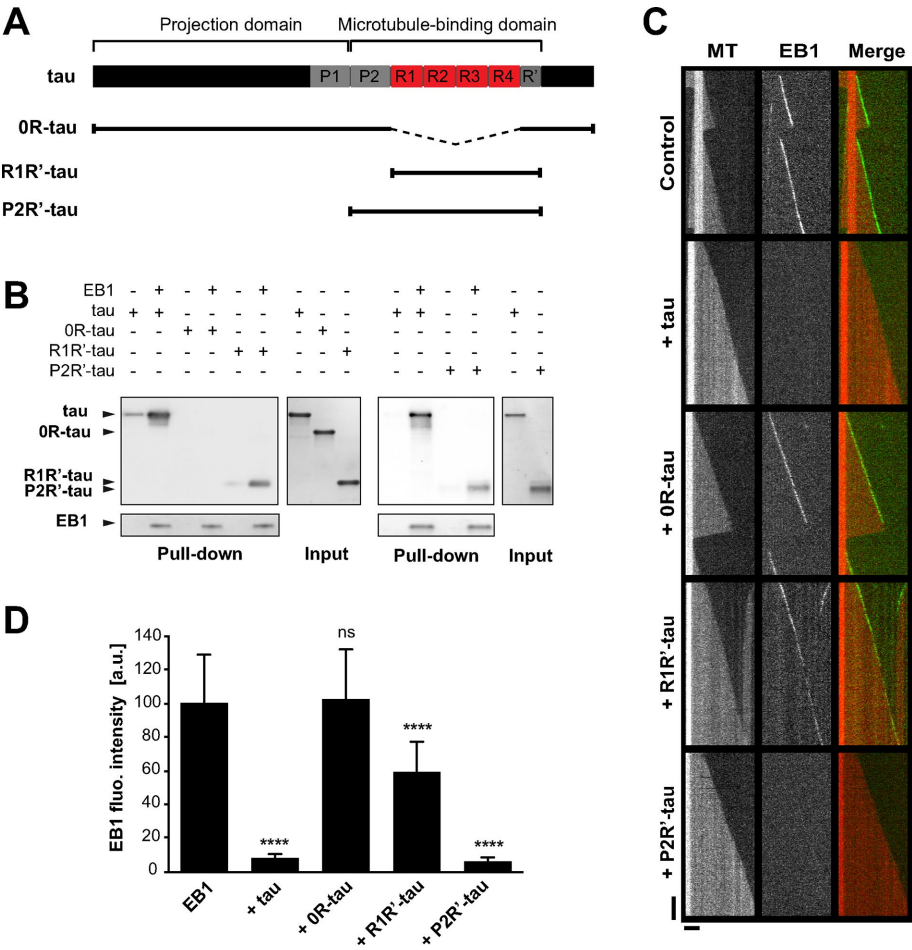 A
Projection domain Microtubule-binding domain
tau P1 P2 R1 R2 R3 R4 R'
0R-tau
R1R'-tau
P2R'-tau
B
EB1 - + - + - + - - - - + - + - -
tau + + - - - - + - - + + - - + -
0R-tau - - + + - - - + - - - - - - -
R1R'-tau - - - - + + - - + - - - - - -
P2R'-tau - - - - - - - - - - - + + - +
tau
0R-tau
R1R'-tau
P2R'-tau
EB1
Pull-down Input Pull-down Input
C
MT EB1 Merge
Control
+ tau
+ 0R-tau
+ R1R'-tau
+ P2R'-tau
D
EB1 fluo. intensity [a.u.]
140
120
100
80
60
40
20
0
ns
****
****
****
EB1 + tau + 0R-tau + R1R'-tau + P2R'-tau